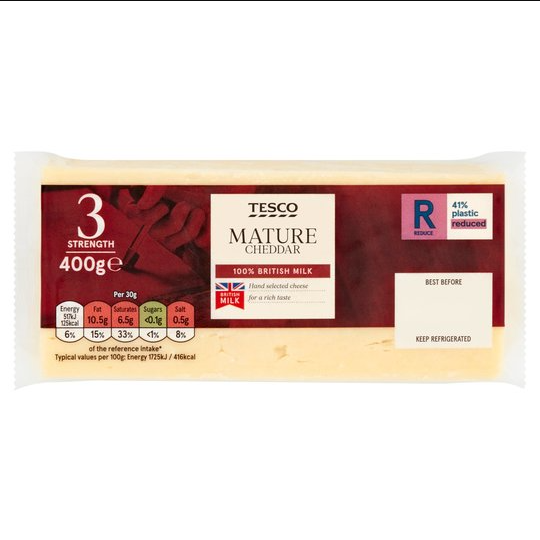 3
STRENGTH
400g℮
Per 30g
Energy
517kJ
125kcal
6%
Fat
10.5g
15%
Saturates
6.5g
33%
Sugars
<0.1g
<1%
Salt
0.5g
8%
of the reference intake*
Typical values per 100g: Energy 1725kJ / 416kcal
TESCO
MATURE
CHEDDAR
100% BRITISH MILK
BRITISH
MILK
Hand selected cheese
for a rich taste
R
REDUCE
41%
plastic
reduced
BEST BEFORE
KEEP REFRIGERATED